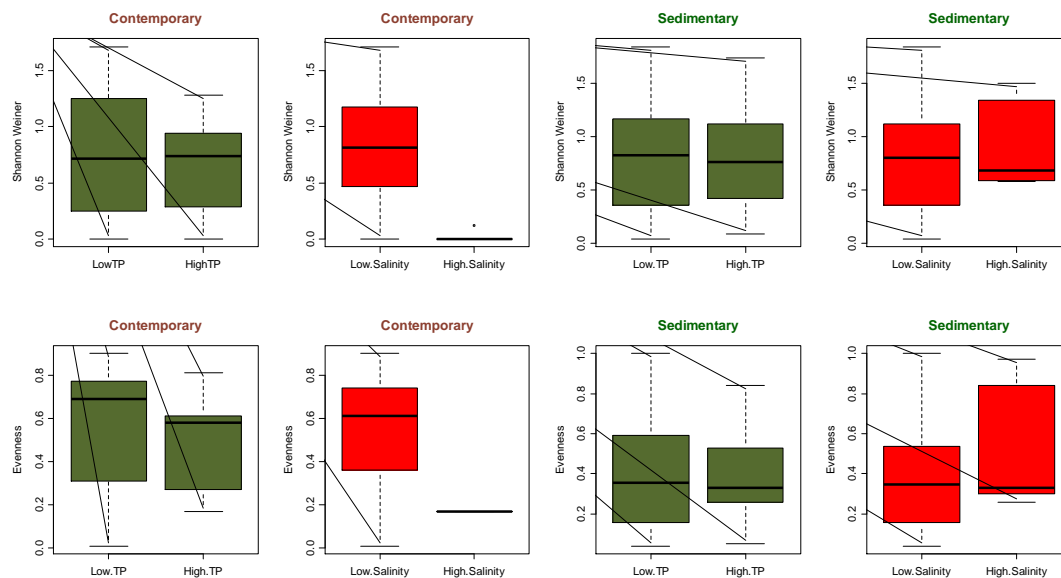 Contemporary
Shannon Weiner
0.0 0.5 1.0 1.5
LowTP HighTP
Contemporary
Shannon Weiner
0.0 0.5 1.0 1.5
Low.Salinity High.Salinity
Sedimentary
Shannon Weiner
0.0 0.5 1.0 1.5
Low.TP High.TP
Sedimentary
Shannon Weiner
0.0 0.5 1.0 1.5
Low.Salinity High.Salinity
Contemporary
Evenness
0.0 0.2 0.4 0.6 0.8
Low.TP High.TP
Contemporary
Evenness
0.0 0.2 0.4 0.6 0.8
Low.Salinity High.Salinity
Sedimentary
Evenness
0.2 0.4 0.6 0.8 1.0
Low.TP High.TP
Sedimentary
Evenness
0.2 0.4 0.6 0.8 1.0
Low.Salinity High.Salinity